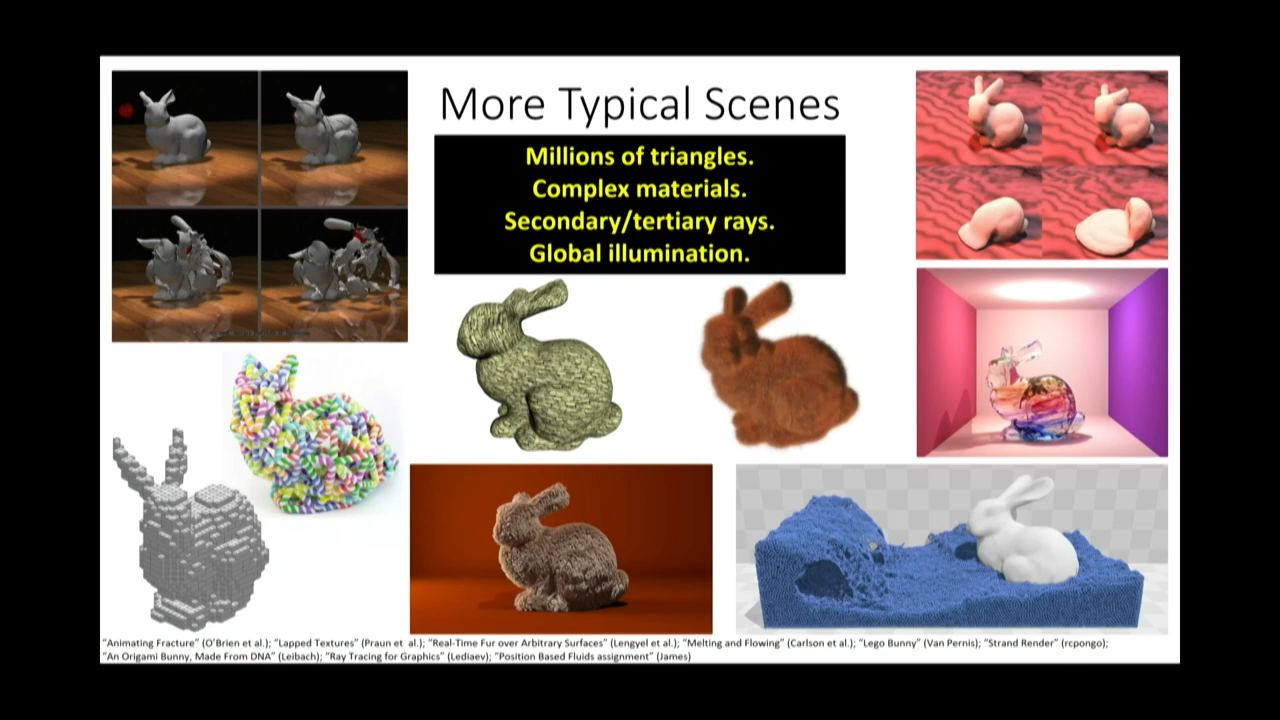 More Typical Scenes
Millions of triangles.
Complex materials.
Secondary/tertiary rays.
Global illumination.
"Animating Fracture" (O'Brien et al.); "Lapped Textures" (Praun et  al.); "Real-Time Fur over Arbitrary Surfaces" (Lengyel et al.); "Melting and Flowing" (Carlson et al.); "Lego Bunny" (Van Pernis); "Strand Render" (rcpongo);
"An Origami Bunny, Made From DNA" (Leibach); "Ray Tracing for Graphics" (Lediaev); "Position Based Fluids assignment" (James)